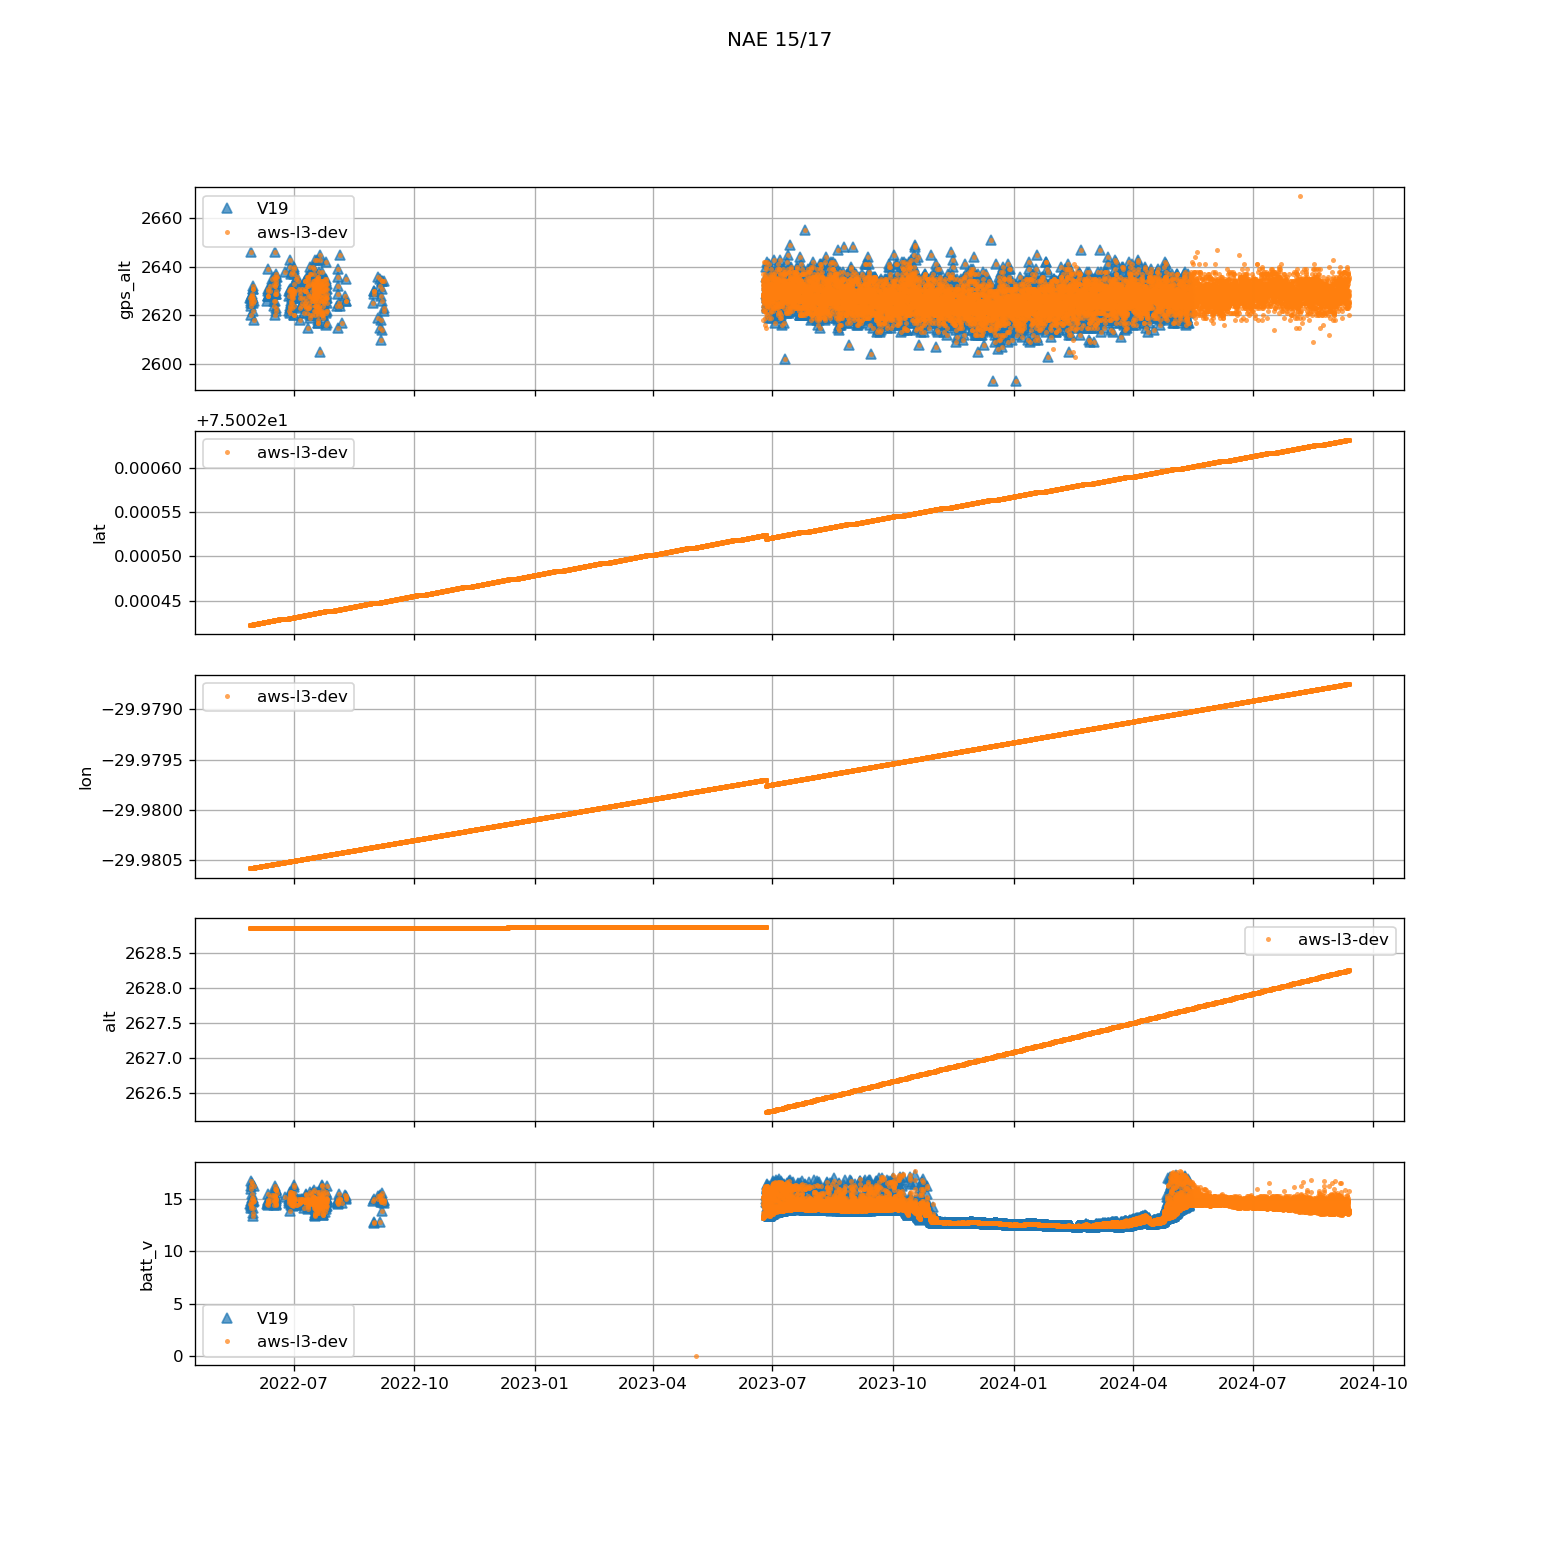 NAE 15/17
V19
aws-l3-dev
gps_alt
2660
2640
2620
2600
+7.5002e1
aws-l3-dev
lat
0.00060
0.00055
0.00050
0.00045
aws-l3-dev
lon
−29.9790
−29.9795
−29.9800
−29.9805
aws-l3-dev
alt
2628.5
2628.0
2627.5
2627.0
2626.5
batt_v
15
10
5
0
V19
aws-l3-dev
2022-07 2022-10 2023-01 2023-04 2023-07 2023-10 2024-01 2024-04 2024-07 2024-10